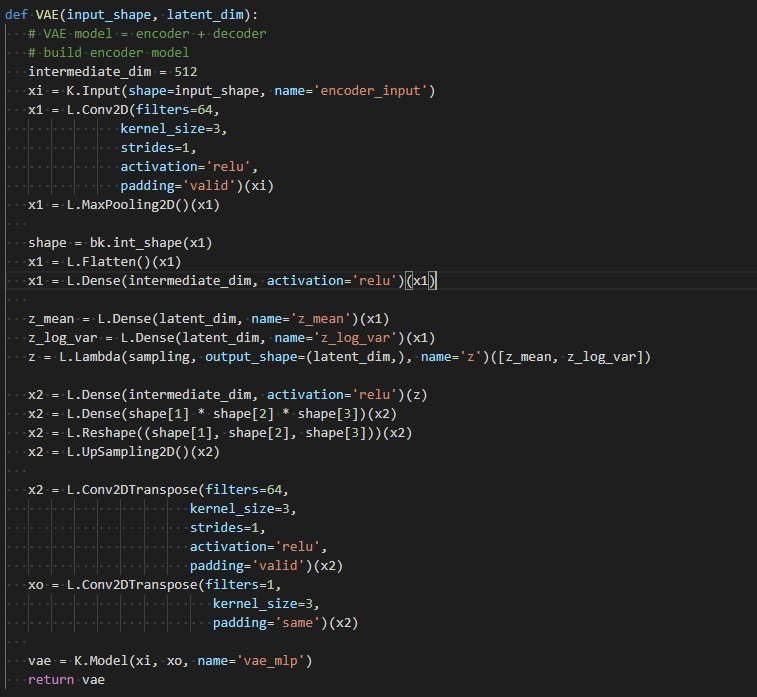 def VAE(input_shape, latent_dim):
    # VAE model = encoder + decoder
    # build encoder model
    intermediate_dim = 512
    xi = K.Input(shape=input_shape, name='encoder_input')
    x1 = L.Conv2D(filters=64,
                kernel_size=3,
                strides=1,
                activation='relu',
                padding='valid')(xi)
    x1 = L.MaxPooling2D()(x1)

    shape = bk.int_shape(x1)
    x1 = L.Flatten()(x1)
    x1 = L.Dense(intermediate_dim, activation='relu')(x1)

    z_mean = L.Dense(latent_dim, name='z_mean')(x1)
    z_log_var = L.Dense(latent_dim, name='z_log_var')(x1)
    z = L.Lambda(sampling, output_shape=(latent_dim,), name='z')([z_mean, z_log_var])

    x2 = L.Dense(intermediate_dim, activation='relu')(z)
    x2 = L.Dense(shape[1] * shape[2] * shape[3])(x2)
    x2 = L.Reshape((shape[1], shape[2], shape[3]))(x2)
    x2 = L.UpSampling2D()(x2)

    x2 = L.Conv2DTranspose(filters=64,
                         kernel_size=3,
                         strides=1,
                         activation='relu',
                         padding='valid')(x2)
    xo = L.Conv2DTranspose(filters=1,
                            kernel_size=3,
                            padding='same')(x2)

    vae = K.Model(xi, xo, name='vae_mlp')
    return vae